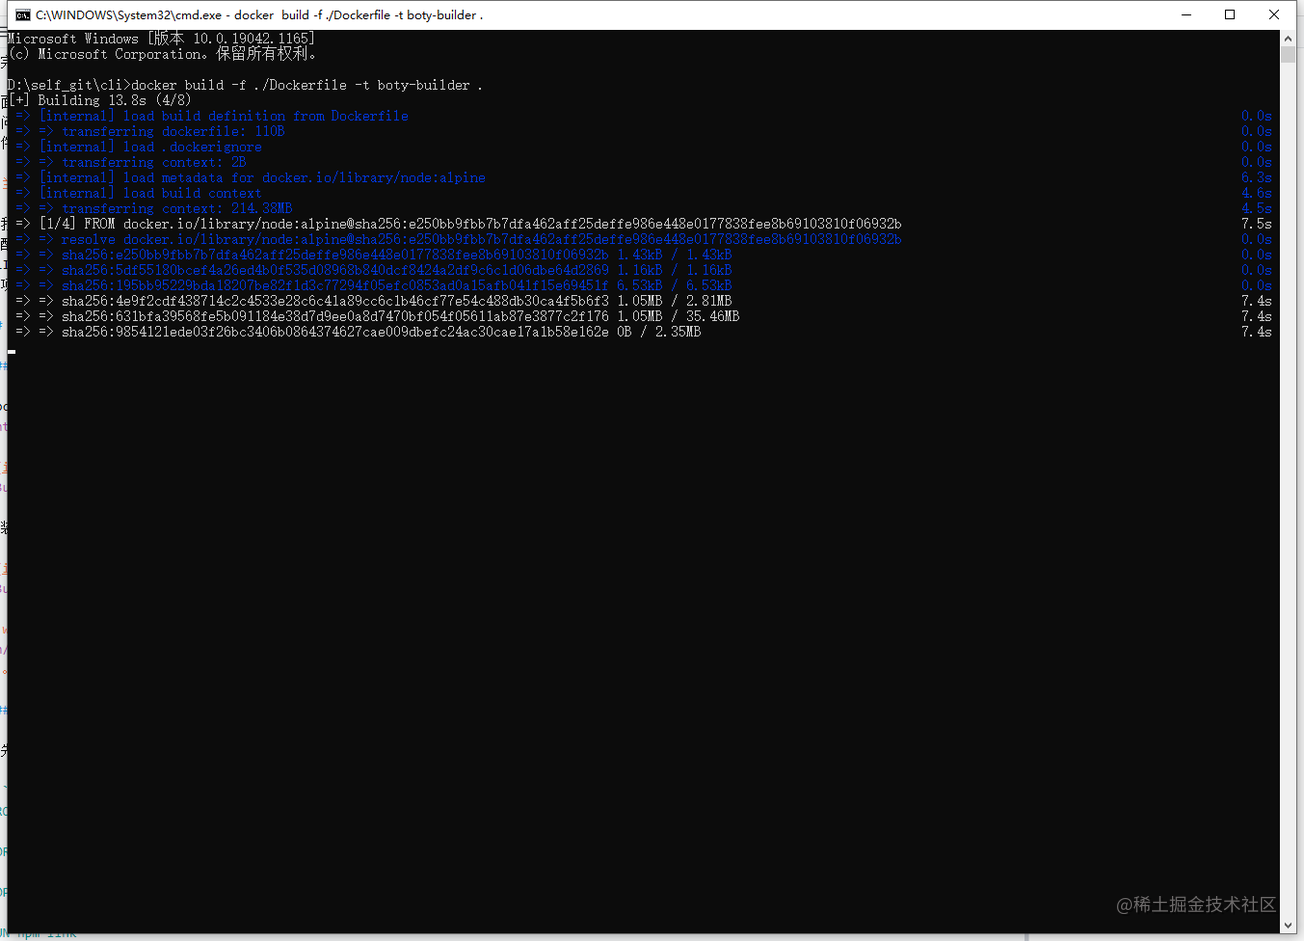 C:\WINDOWS\System32\cmd.exe - docker  build -f ./Dockerfile -t boty-builder .
Microsoft Windows [版本 10.0.19042.1165]
(c) Microsoft Corporation。保留所有权利。
D:\self_git\cli>docker build -f ./Dockerfile -t boty-builder .
[+] Building 13.8s (4/8)
=> [internal] load build definition from Dockerfile 0.0s
=> => transferring dockerfile: 110B 0.0s
=> [internal] load .dockerignore 0.0s
=> => transferring context: 2B 0.0s
=> [internal] load metadata for docker.io/library/node:alpine 6.3s
=> [internal] load build context 4.6s
=> => transferring context: 214.38MB 4.5s
=> [1/4] FROM docker.io/library/node:alpine@sha256:e250bb9fbb7b7dfa462aff25deffe986e448e0177838fee8b69103810f06932b 7.5s
=> => resolve docker.io/library/node:alpine@sha256:e250bb9fbb7b7dfa462aff25deffe986e448e0177838fee8b69103810f06932b 0.0s
=> => sha256:e250bb9fbb7b7dfa462aff25deffe986e448e0177838fee8b69103810f06932b 1.43kB / 1.43kB 0.0s
=> => sha256:5df55180bcef4a26ed4b0f535d08968b840dcf8424a2df9c6c1d06dbe64d2869 1.16kB / 1.16kB 0.0s
=> => sha256:195bb95229bda18207be82f1d3c77294f05efc0853ad0a15afb041f15e69451f 6.53kB / 6.53kB 0.0s
=> => sha256:4e9f2cdf438714c2c4533e28c6c41a89cc6c1b46cf77e54c488db30ca4f5b6f3 1.05MB / 2.81MB 7.4s
=> => sha256:631bfa39568fe5b091184e38d7d9ee0a8d7470bf054f05611ab87e3877c2f176 1.05MB / 35.46MB 7.4s
=> => sha256:9854121ede03f26bc3406b0864374627cae009dbefc24ac30cae17a1b58e162e 0B / 2.35MB 7.4s
@稀土掘金技术社区